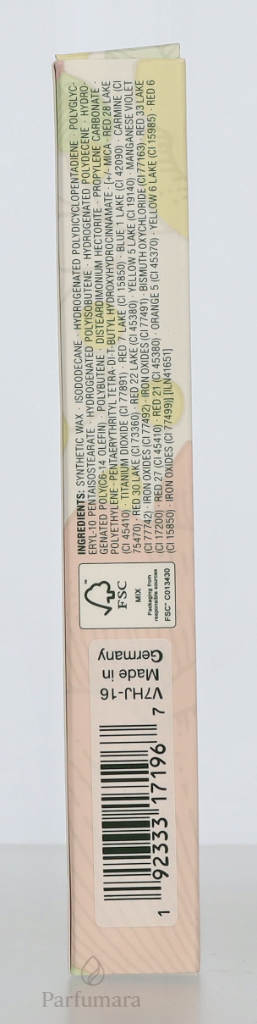 INGREDIENTS: SYNTHETIC WAX · ISODODECANE · HYDROGENATED POLYDICYCLOPENTADIENE · POLYGLYC-
ERYL-10 PENTAISOSTEARATE · HYDROGENATED POLYISOBUTENE · HYDROGENATED POLYDECENE · HYDRO-
GENATED POLY(C6-14 OLEFIN) · POLYBUTENE · DISTEARDIMONIUM HECTORITE · PROPYLENE CARBONATE ·
POLYETHYLENE · PENTAERYTHRITYL TETRA-DI-T-BUTYL HYDROXYHYDROCINNAMATE · [+/- MICA · RED 28 LAKE
(CI 45410) · TITANIUM DIOXIDE (CI 77891) · RED 7 LAKE (CI 15850) · BLUE 1 LAKE (CI 42090) · CARMINE (CI
75470) · RED 30 LAKE (CI 73360) · RED 22 LAKE (CI 45380) · YELLOW 5 LAKE (CI 19140) · MANGANESE VIOLET
(CI 77742) · IRON OXIDES (CI 77492) · IRON OXIDES (CI 77491) · BISMUTH OXYCHLORIDE (CI 77163) · RED 33 LAKE
(CI 17200) · RED 27 (CI 45410) · RED 21 (CI 45380) · ORANGE 5 (CI 45370) · YELLOW 6 LAKE (CI 15985) · RED 6
(CI 15850) · IRON OXIDES (CI 77499)] [ILN41651]
FSC™
MIX
Packaging from
responsible sources
FSC™ C013430
V7HJ-16
Made in
Germany
1 92333 17196 7
Parfumara